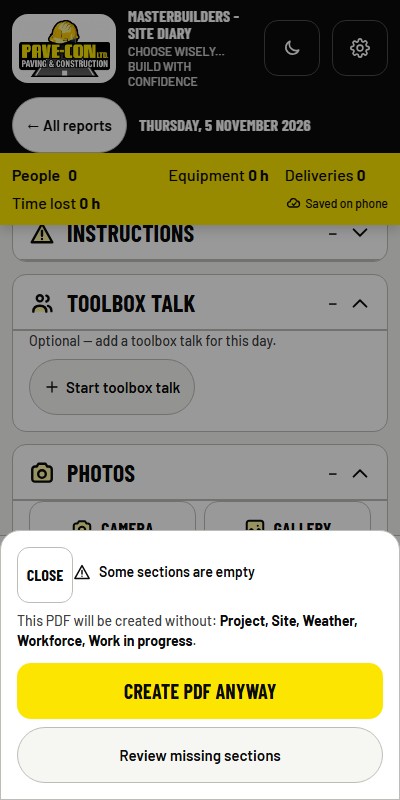 PAVE-CON LTD
PAVING & CONSTRUCTION
MASTERBUILDERS -
SITE DIARY
CHOOSE WISELY...
BUILD WITH
CONFIDENCE
← All reports
THURSDAY, 5 NOVEMBER 2026
People 0
Equipment 0 h
Deliveries 0
Time lost 0 h
Saved on phone
INSTRUCTIONS –
TOOLBOX TALK –
Optional — add a toolbox talk for this day.
+ Start toolbox talk
PHOTOS –
CAMERA
GALLERY
CLOSE
Some sections are empty
This PDF will be created without: Project, Site, Weather,
Workforce, Work in progress.
CREATE PDF ANYWAY
Review missing sections